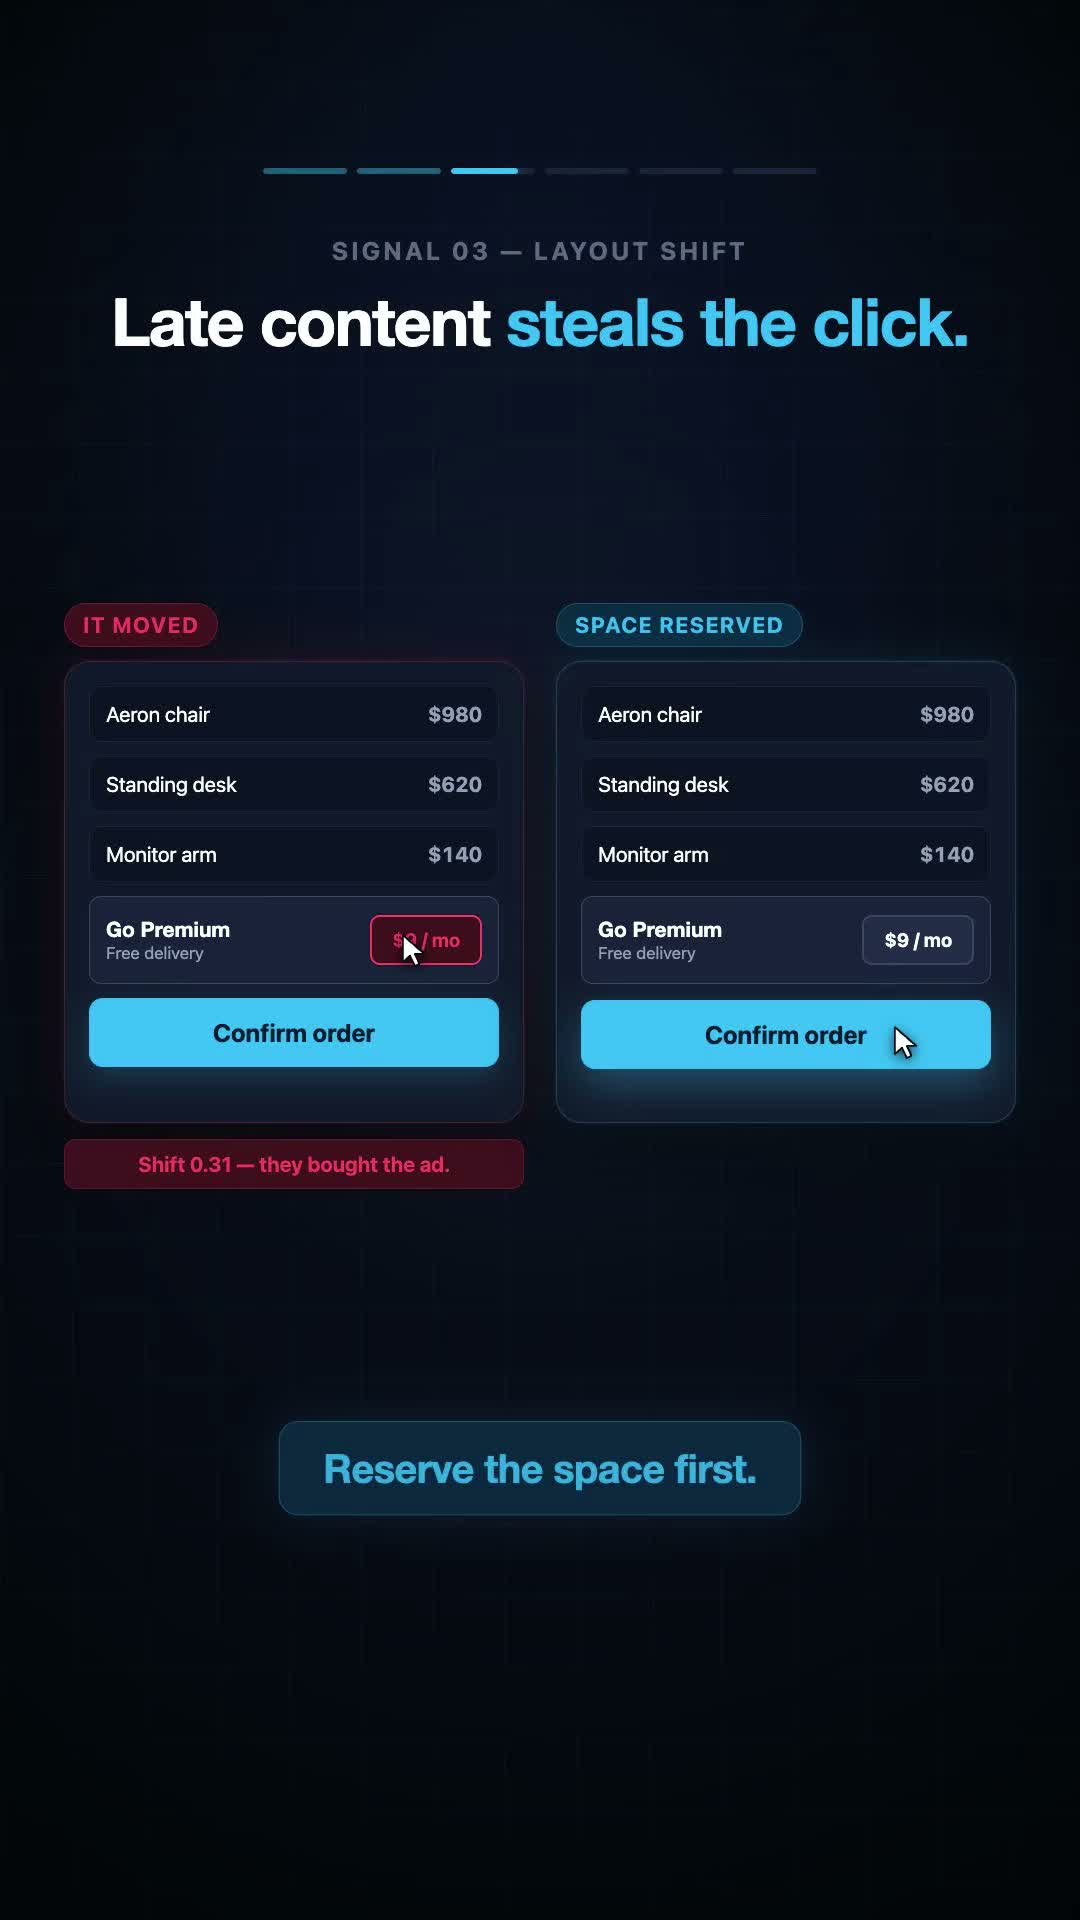 SIGNAL 03 — LAYOUT SHIFT
Late content steals the click.
IT MOVED
Aeron chair $980
Standing desk $620
Monitor arm $140
Go Premium
Free delivery
$9 / mo
Confirm order
Shift 0.31 — they bought the ad.
SPACE RESERVED
Aeron chair $980
Standing desk $620
Monitor arm $140
Go Premium
Free delivery
$9 / mo
Confirm order
Reserve the space first.